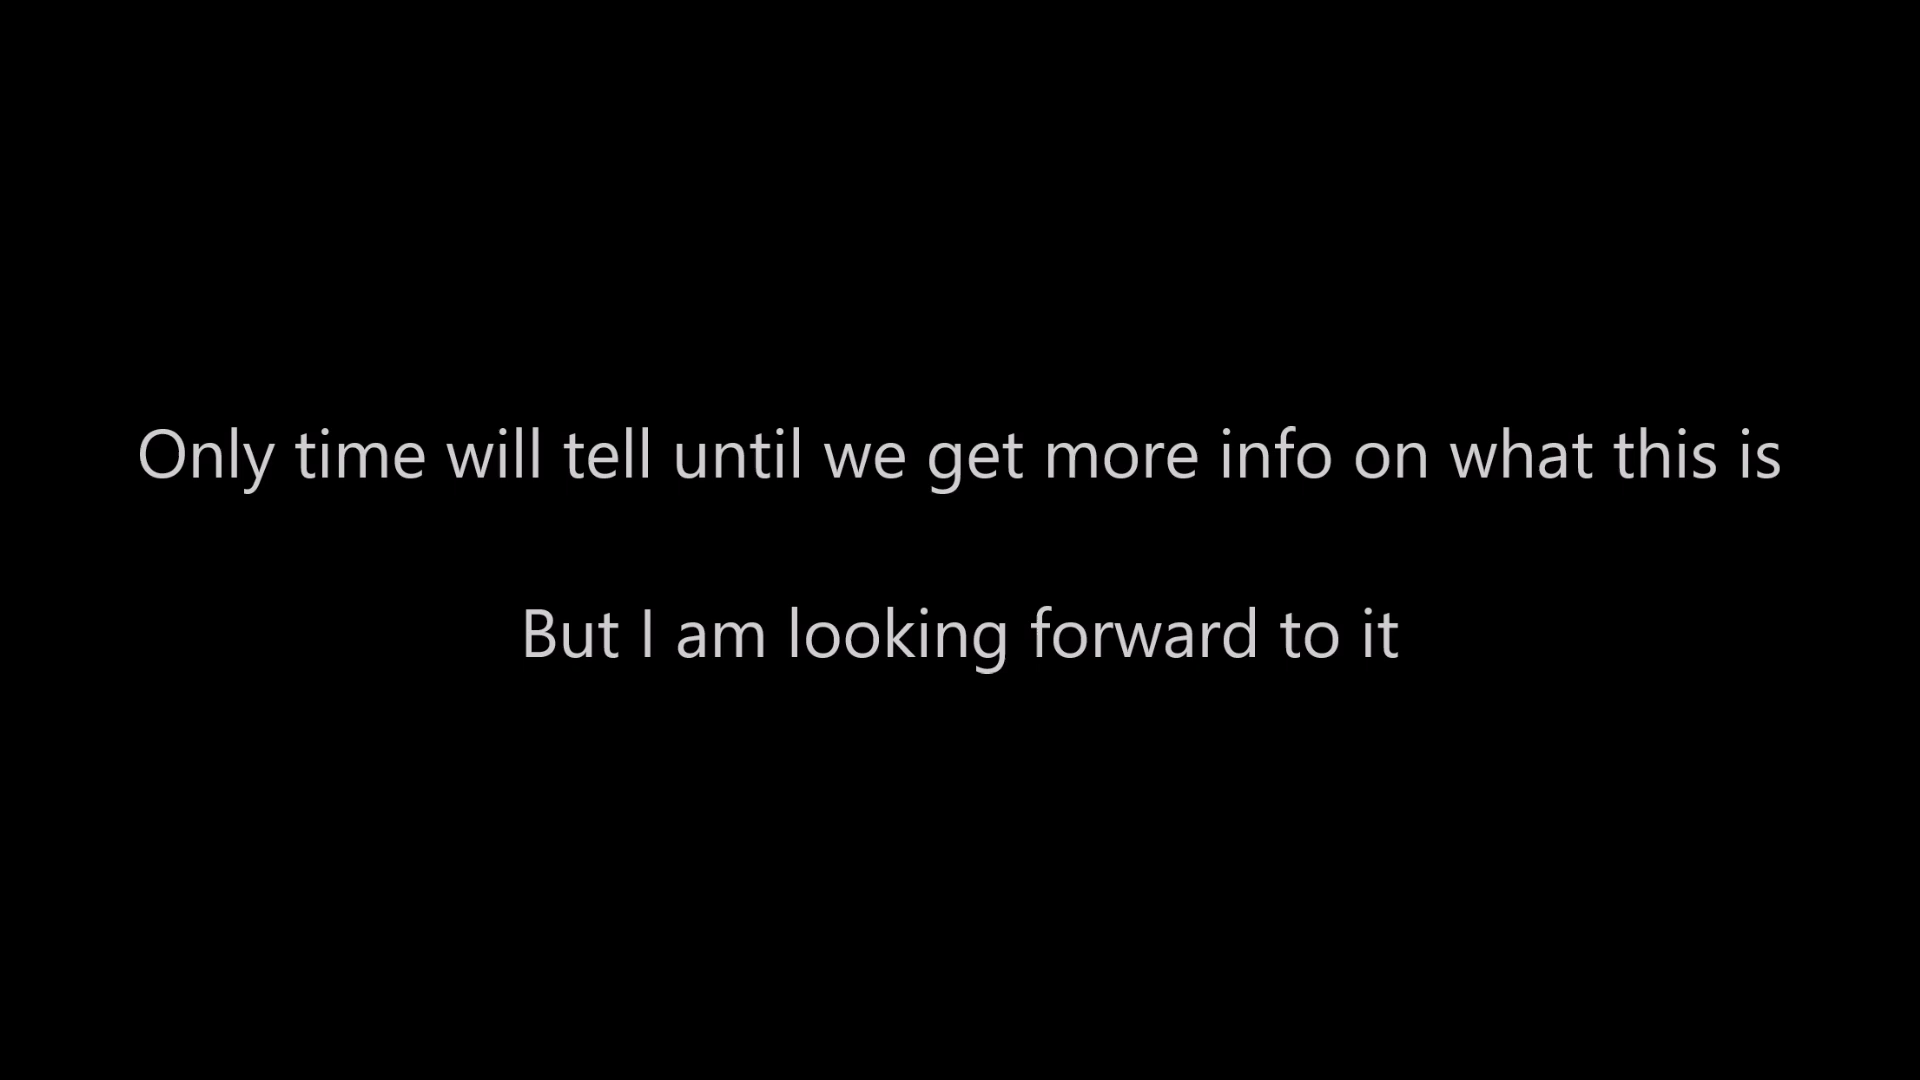 Only time will tell until we get more info on what this is
But I am looking forward to it